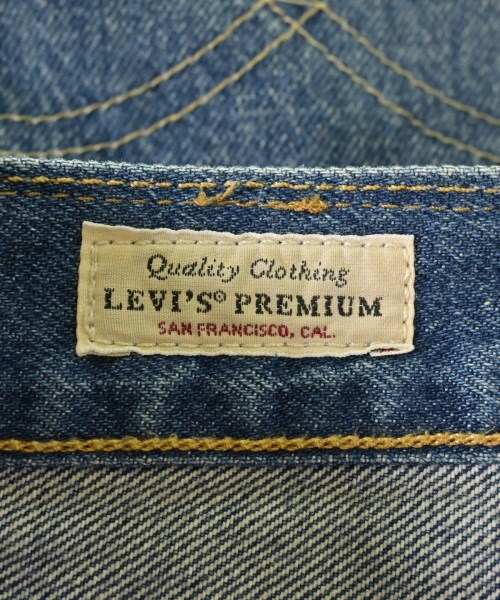 Quality Clothing
LEVI'S® PREMIUM
SAN FRANCISCO, CAL.